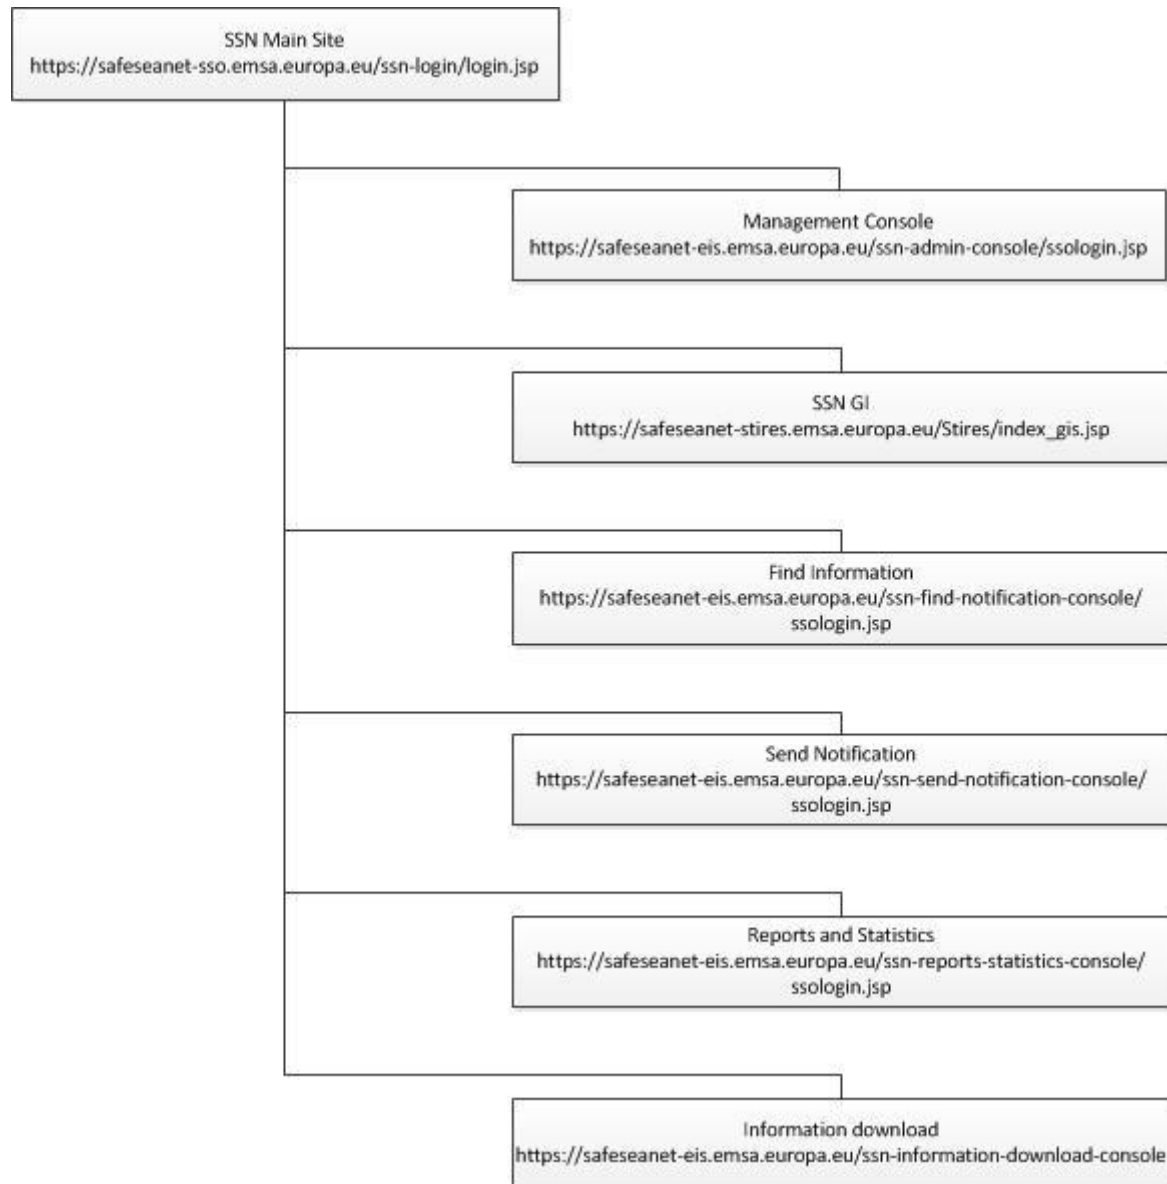 SSN Main Site
https://safeseanet-sso.emsa.europa.eu/ssn-login/login.jsp
Management Console
https://safeseanet-eis.emsa.europa.eu/ssn-admin-console/ssologin.jsp
SSN GI
https://safeseanet-stires.emsa.europa.eu/Stires/index_gis.jsp
Find Information
https://safeseanet-eis.emsa.europa.eu/ssn-find-notification-console/
ssologin.jsp
Send Notification
https://safeseanet-eis.emsa.europa.eu/ssn-send-notification-console/
ssologin.jsp
Reports and Statistics
https://safeseanet-eis.emsa.europa.eu/ssn-reports-statistics-console/
ssologin.jsp
Information download
https://safeseanet-eis.emsa.europa.eu/ssn-information-download-console